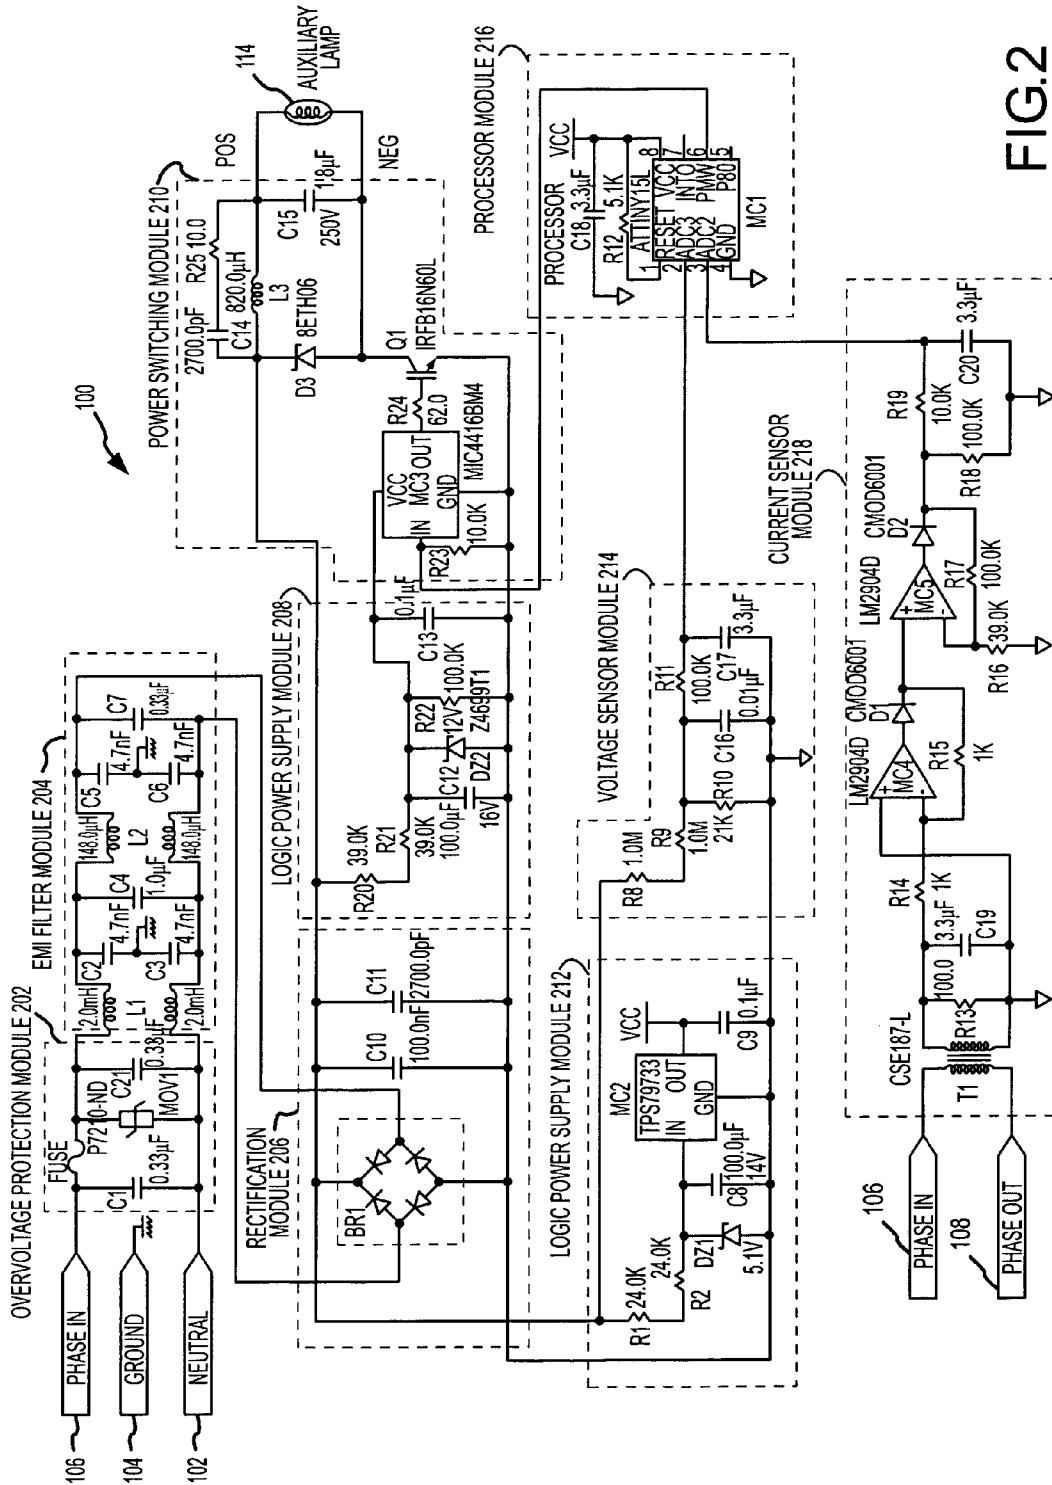 100
OVERVOLTAGE PROTECTION MODULE 202
FUSE
P7210-ND
C1
0.33µF
C21
0.38µF
MOV1
106
PHASE IN
104
GROUND
102
NEUTRAL
EMI FILTER MODULE 204
2.0mH
L1
2.0mH
C2
4.7nF
C3
4.7nF
C4
1.0µF
148.0µH
L2
148.0µH
C5
4.7nF
C6
4.7nF
C7
0.33µF
RECTIFICATION
MODULE 206
BR1
C10
100.0nF
C11
2700.0pF
LOGIC POWER SUPPLY MODULE 208
R20
39.0K
R21
39.0K
100.0µF
C12
16V
DZ2
12V
Z4699T1
R22
100.0K
C13
0.1µF
POWER SWITCHING MODULE 210
2700.0pF
C14
R25 10.0
820.0µH
L3
D3
8ETH06
C15
1.8µF
250V
POS
NEG
114
AUXILIARY
LAMP
Q1
IRFB16N60L
R24
62.0
VCC
MC3 OUT
IN
GND
MIC4416BM4
R23
10.0K
LOGIC POWER SUPPLY MODULE 212
R1
24.0K
24.0K
R2
DZ1
5.1V
C8
100.0µF
14V
MC2
TPS79733
IN
OUT
GND
VCC
C9
0.1µF
VOLTAGE SENSOR MODULE 214
R8
1.0M
R9
1.0M
R10
21K
C16
0.01µF
R11
100.0K
C17
3.3µF
PROCESSOR MODULE 216
PROCESSOR
VCC
C18
3.3µF
R12
5.1K
ATTINY15L
1 RESET VCC 8
2 ADC3 INTO 7
3 ADC2 PMW 6
4 GND P80 5
MC1
CURRENT SENSOR
MODULE 218
106
PHASE IN
108
PHASE OUT
CSE187-L
T1
R13
100.0
3.3µF
C19
R14
1K
LM2904D
+
-
MC4
CMOD6001
D1
R15
1K
LM2904D
+
-
MC5
CMOD6001
D2
R16
39.0K
R17
100.0K
R18
100.0K
R19
10.0K
C20
3.3µF
FIG.2